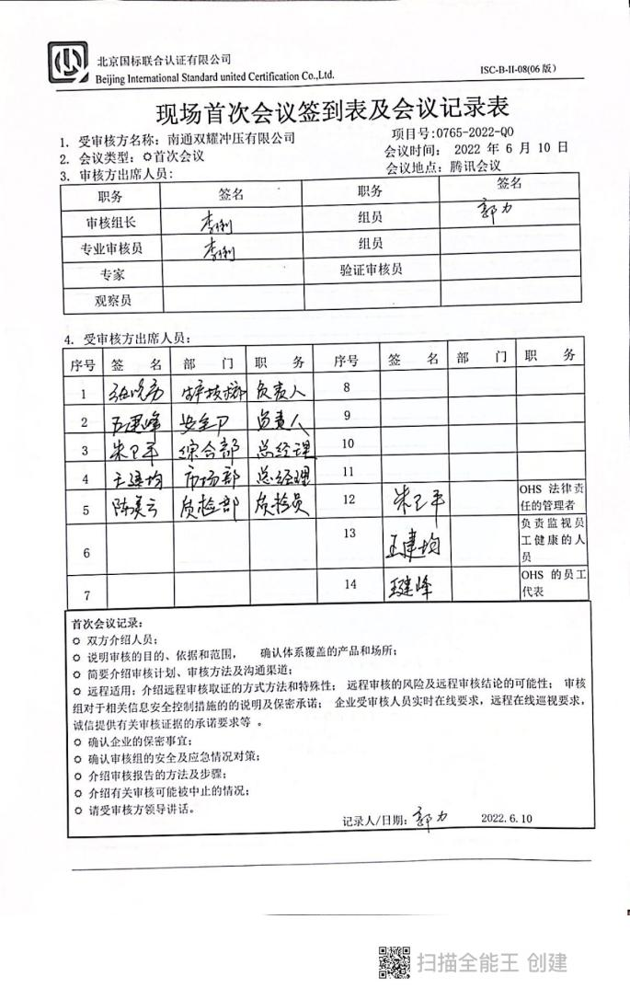 北京国标联合认证有限公司
Beijing International Standard united Certification Co.,Ltd.
ISC-B-II-08(06 版)
现场首次会议签到表及会议记录表
1. 受审核方名称：南通双耀冲压有限公司 项目号:0765-2022-QO
2. 会议类型：✿首次会议 会议时间： 2022 年 6 月 10 日
3. 审核方出席人员： 会议地点：腾讯会议
职务 签名 职务 签名
审核组长 组员 郭力
专业审核员 组员
专家 验证审核员
观察员
4. 受审核方出席人员：
序号 签 名 部 门 职 务 序号 签 名 部 门 职 务
1 负责人 8
2 安全 负责人 9
3 朱卫平 综合部 总经理 10
4 王建均 市场部 总经理 11
5 质检部 质检员 12 朱卫平 OHS 法律责任的管理者
6 13 王建均 负责监视员工健康的人员
7 14 OHS 的员工代表
首次会议记录：
✿ 双方介绍人员；
✿ 说明审核的目的、依据和范围， 确认体系覆盖的产品和场所；
✿ 简要介绍审核计划、审核方法及沟通渠道；
✿ 远程适用：介绍远程审核取证的方式方法和特殊性； 远程审核的风险及远程审核结论的可能性； 审核
组对于相关信息安全控制措施的的说明及保密承诺； 企业受审核人员实时在线要求，远程在线巡视要求，
诚信提供有关审核证据的承诺要求等 。
✿ 确认企业的保密事宜；
✿ 确认审核组的安全及应急情况对策；
✿ 介绍审核报告的方法及步骤；
✿ 介绍有关审核可能被中止的情况；
✿ 请受审核方领导讲话。
记录人/日期：郭力 2022.6.10
扫描全能王 创建